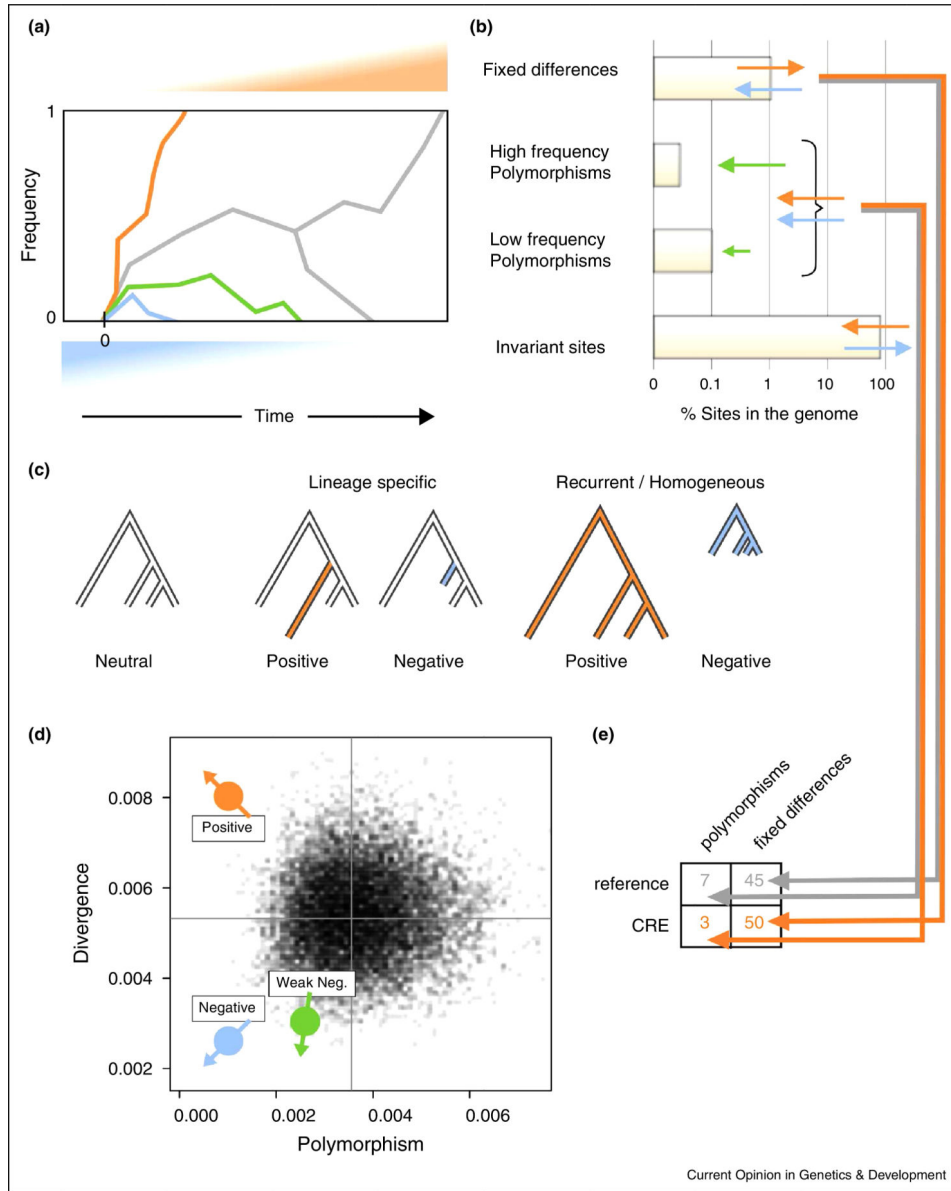 (a)
1
Frequency
0
0
Time
(b)
Fixed differences
High frequency
Polymorphisms
Low frequency
Polymorphisms
Invariant sites
0 0.1 1 10 100
% Sites in the genome
(c)
Lineage specific
Recurrent / Homogeneous
Neutral
Positive
Negative
Positive
Negative
(d)
Divergence
0.008
0.006
0.004
0.002
Positive
Weak Neg.
Negative
0.000 0.002 0.004 0.006
Polymorphism
(e)
polymorphisms
fixed differences
reference 7 45
CRE 3 50
Current Opinion in Genetics & Development